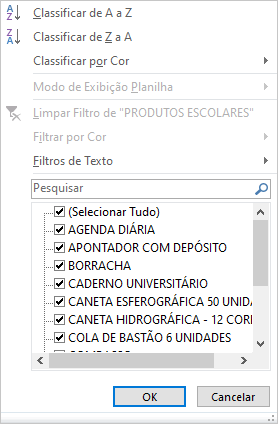 Classificar de A a Z
Classificar de Z a A
Classificar por Cor
Modo de Exibição Planilha
Limpar Filtro de "PRODUTOS ESCOLARES"
Filtrar por Cor
Filtros de Texto
Pesquisar
(Selecionar Tudo)
AGENDA DIÁRIA
APONTADOR COM DEPÓSITO
BORRACHA
CADERNO UNIVERSITÁRIO
CANETA ESFEROGRÁFICA 50 UNIDA
CANETA HIDROGRÁFICA - 12 CORE
COLA DE BASTÃO 6 UNIDADES
OK
Cancelar